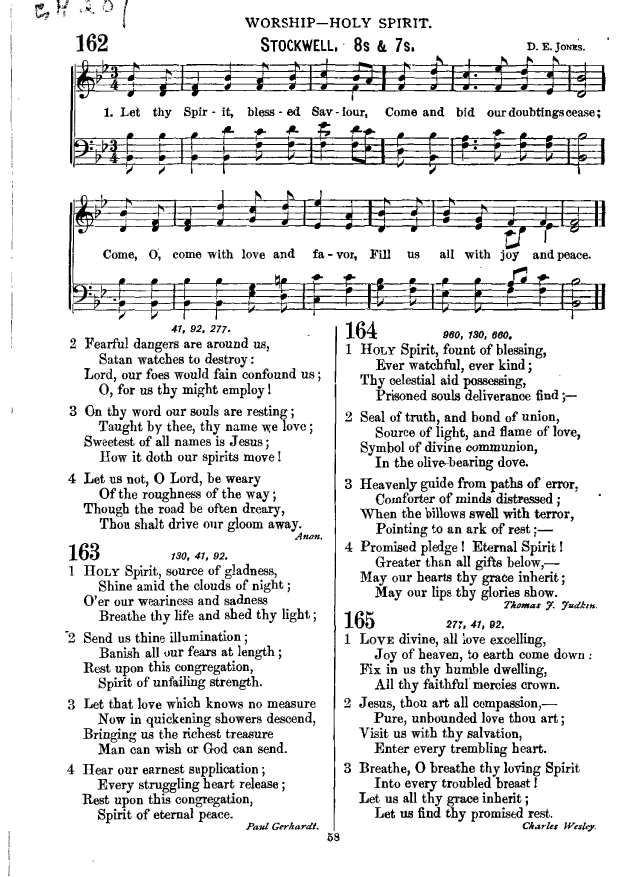 WORSHIP—HOLY SPIRIT.
162
STOCKWELL. 8s & 7s.
D. E. JONES.
1. Let thy Spir - it, bless - ed Sav - iour, Come and bid our doubtings cease;
Come, O, come with love and fa - vor, Fill us all with joy and peace.
41, 92, 277.
2 Fearful dangers are around us,
Satan watches to destroy:
Lord, our foes would fain confound us;
O, for us thy might employ!
3 On thy word our souls are resting;
Taught by thee, thy name we love;
Sweetest of all names is Jesus;
How it doth our spirits move!
4 Let us not, O Lord, be weary
Of the roughness of the way;
Though the road be often dreary,
Thou shalt drive our gloom away.
Anon.
163
130, 41, 92.
1 HOLY Spirit, source of gladness,
Shine amid the clouds of night;
O'er our weariness and sadness
Breathe thy life and shed thy light;
2 Send us thine illumination;
Banish all our fears at length;
Rest upon this congregation,
Spirit of unfailing strength.
3 Let that love which knows no measure
Now in quickening showers descend,
Bringing us the richest treasure
Man can wish or God can send.
4 Hear our earnest supplication;
Every struggling heart release;
Rest upon this congregation,
Spirit of eternal peace.
Paul Gerhardt.
164
960, 130, 660.
1 HOLY Spirit, fount of blessing,
Ever watchful, ever kind;
Thy celestial aid possessing,
Prisoned souls deliverance find;—
2 Seal of truth, and bond of union,
Source of light, and flame of love,
Symbol of divine communion,
In the olive-bearing dove.
3 Heavenly guide from paths of error,
Comforter of minds distressed;
When the billows swell with terror,
Pointing to an ark of rest;—
4 Promised pledge! Eternal Spirit!
Greater than all gifts below,—
May our hearts thy grace inherit;
May our lips thy glories show.
Thomas J. Judkin.
165
277, 41, 92.
1 LOVE divine, all love excelling,
Joy of heaven, to earth come down:
Fix in us thy humble dwelling,
All thy faithful mercies crown.
2 Jesus, thou art all compassion,—
Pure, unbounded love thou art;
Visit us with thy salvation,
Enter every trembling heart.
3 Breathe, O breathe thy loving Spirit
Into every troubled breast!
Let us all thy grace inherit;
Let us find thy promised rest.
Charles Wesley.
58